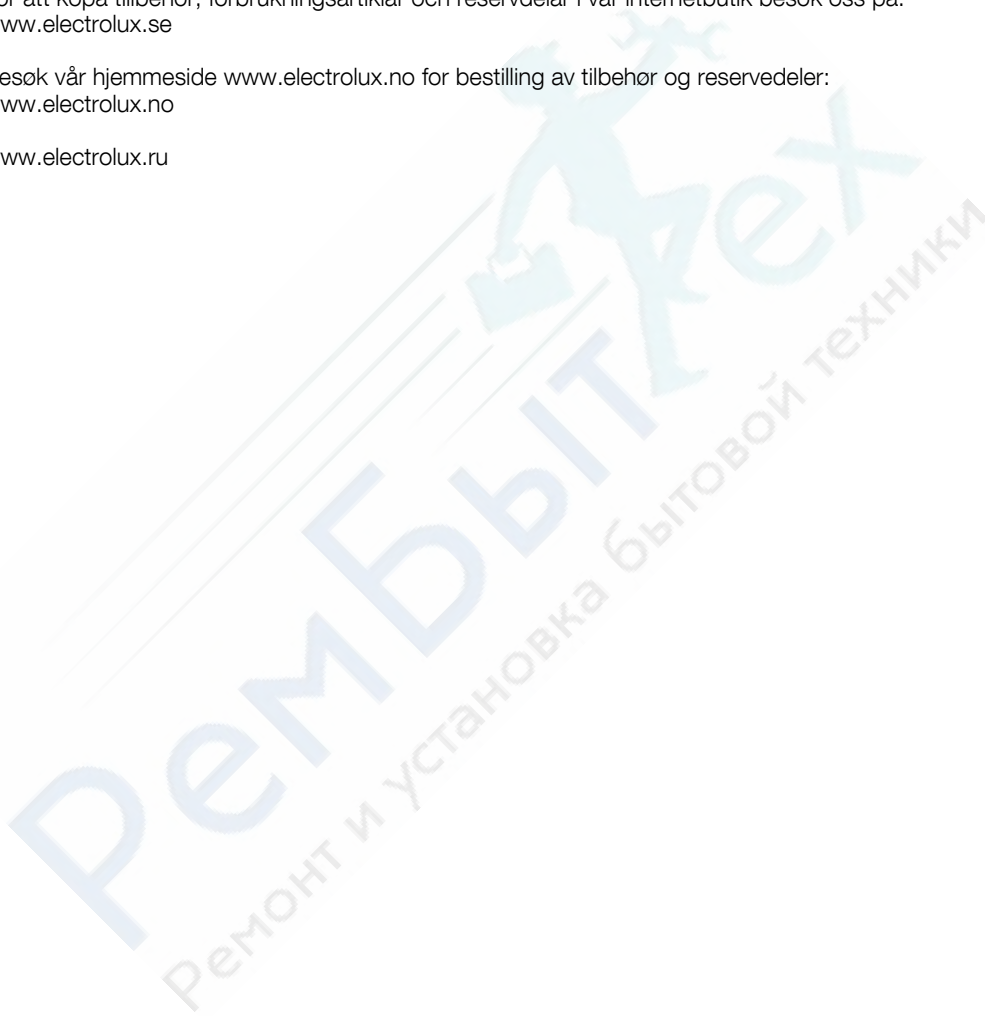 ör att köpa tillbehör, förbrukningsartiklar och reservdelar i vår internetbutik besök oss på:
ww.electrolux.se
esøk vår hjemmeside www.electrolux.no for bestilling av tilbehør og reservedeler:
ww.electrolux.no
ww.electrolux.ru
РемБытТех
Ремонт и установка бытовой техники